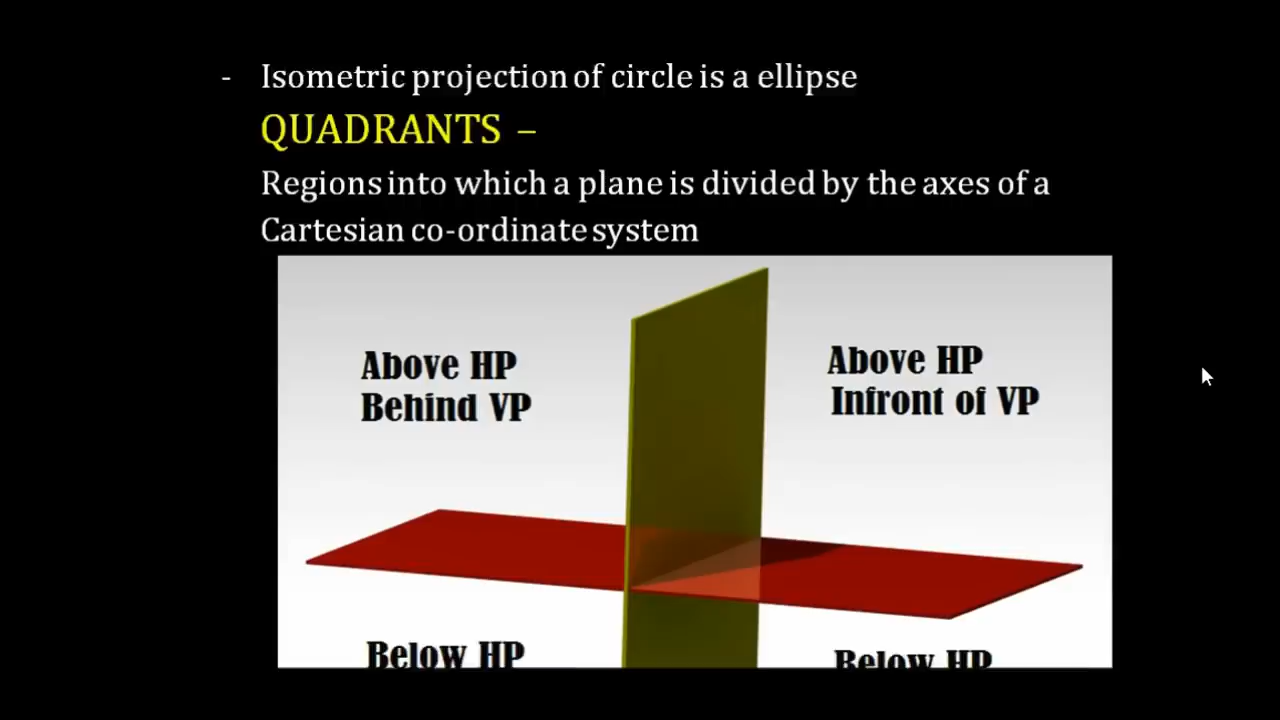 - Isometric projection of circle is a ellipse
QUADRANTS –
Regions into which a plane is divided by the axes of a
Cartesian co-ordinate system
Above HP
Behind VP
Above HP
Infront of VP
Below HP
Below HP